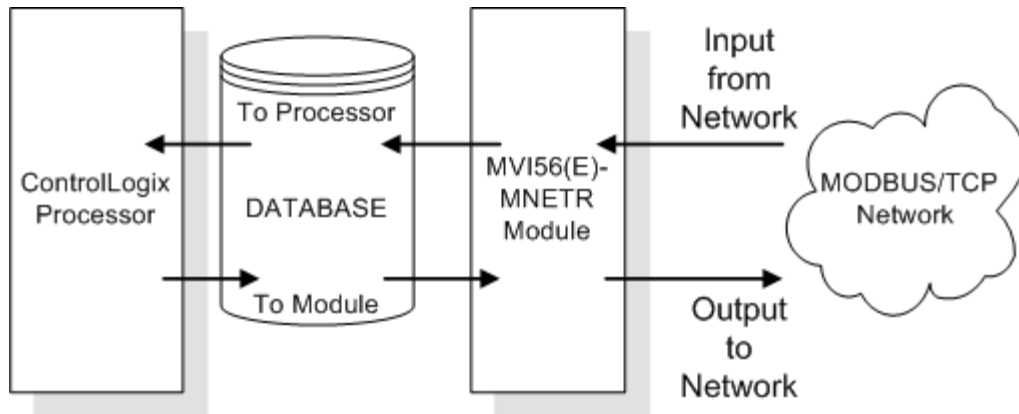 ControlLogix
Processor
To Processor
DATABASE
To Module
MVI56(E)-
MNETR
Module
Input
from
Network
Output
to
Network
MODBUS/TCP
Network